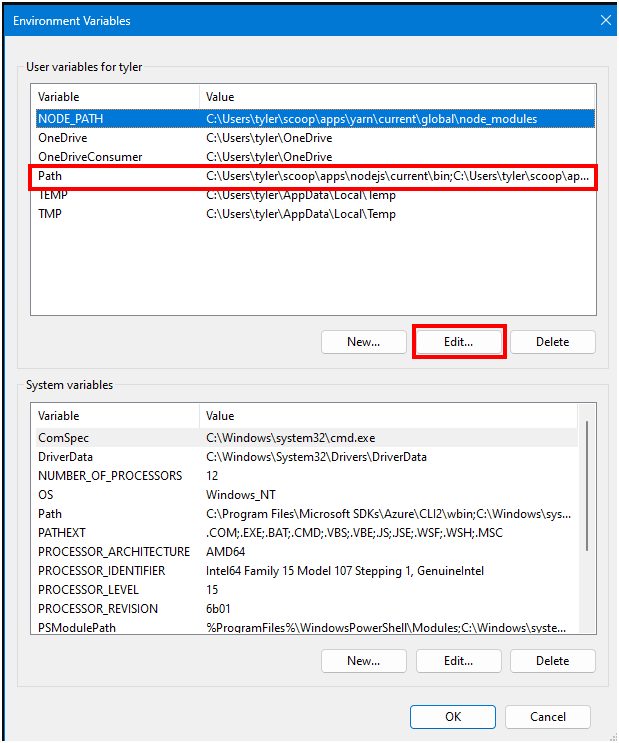 Environment Variables
User variables for tyler
Variable Value
NODE_PATH C:\Users\tyler\scoop\apps\yarn\current\global\node_modules
OneDrive C:\Users\tyler\OneDrive
OneDriveConsumer C:\Users\tyler\OneDrive
Path C:\Users\tyler\scoop\apps\nodejs\current\bin;C:\Users\tyler\scoop\ap...
TEMP C:\Users\tyler\AppData\Local\Temp
TMP C:\Users\tyler\AppData\Local\Temp
New... Edit... Delete
System variables
Variable Value
ComSpec C:\Windows\system32\cmd.exe
DriverData C:\Windows\System32\Drivers\DriverData
NUMBER_OF_PROCESSORS 12
OS Windows_NT
Path C:\Program Files\Microsoft SDKs\Azure\CLI2\wbin;C:\Windows\sys...
PATHEXT .COM;.EXE;.BAT;.CMD;.VBS;.VBE;.JS;.JSE;.WSF;.WSH;.MSC
PROCESSOR_ARCHITECTURE AMD64
PROCESSOR_IDENTIFIER Intel64 Family 15 Model 107 Stepping 1, GenuineIntel
PROCESSOR_LEVEL 15
PROCESSOR_REVISION 6b01
PSModulePath %ProgramFiles%\WindowsPowerShell\Modules;C:\Windows\syste...
New... Edit... Delete
OK Cancel